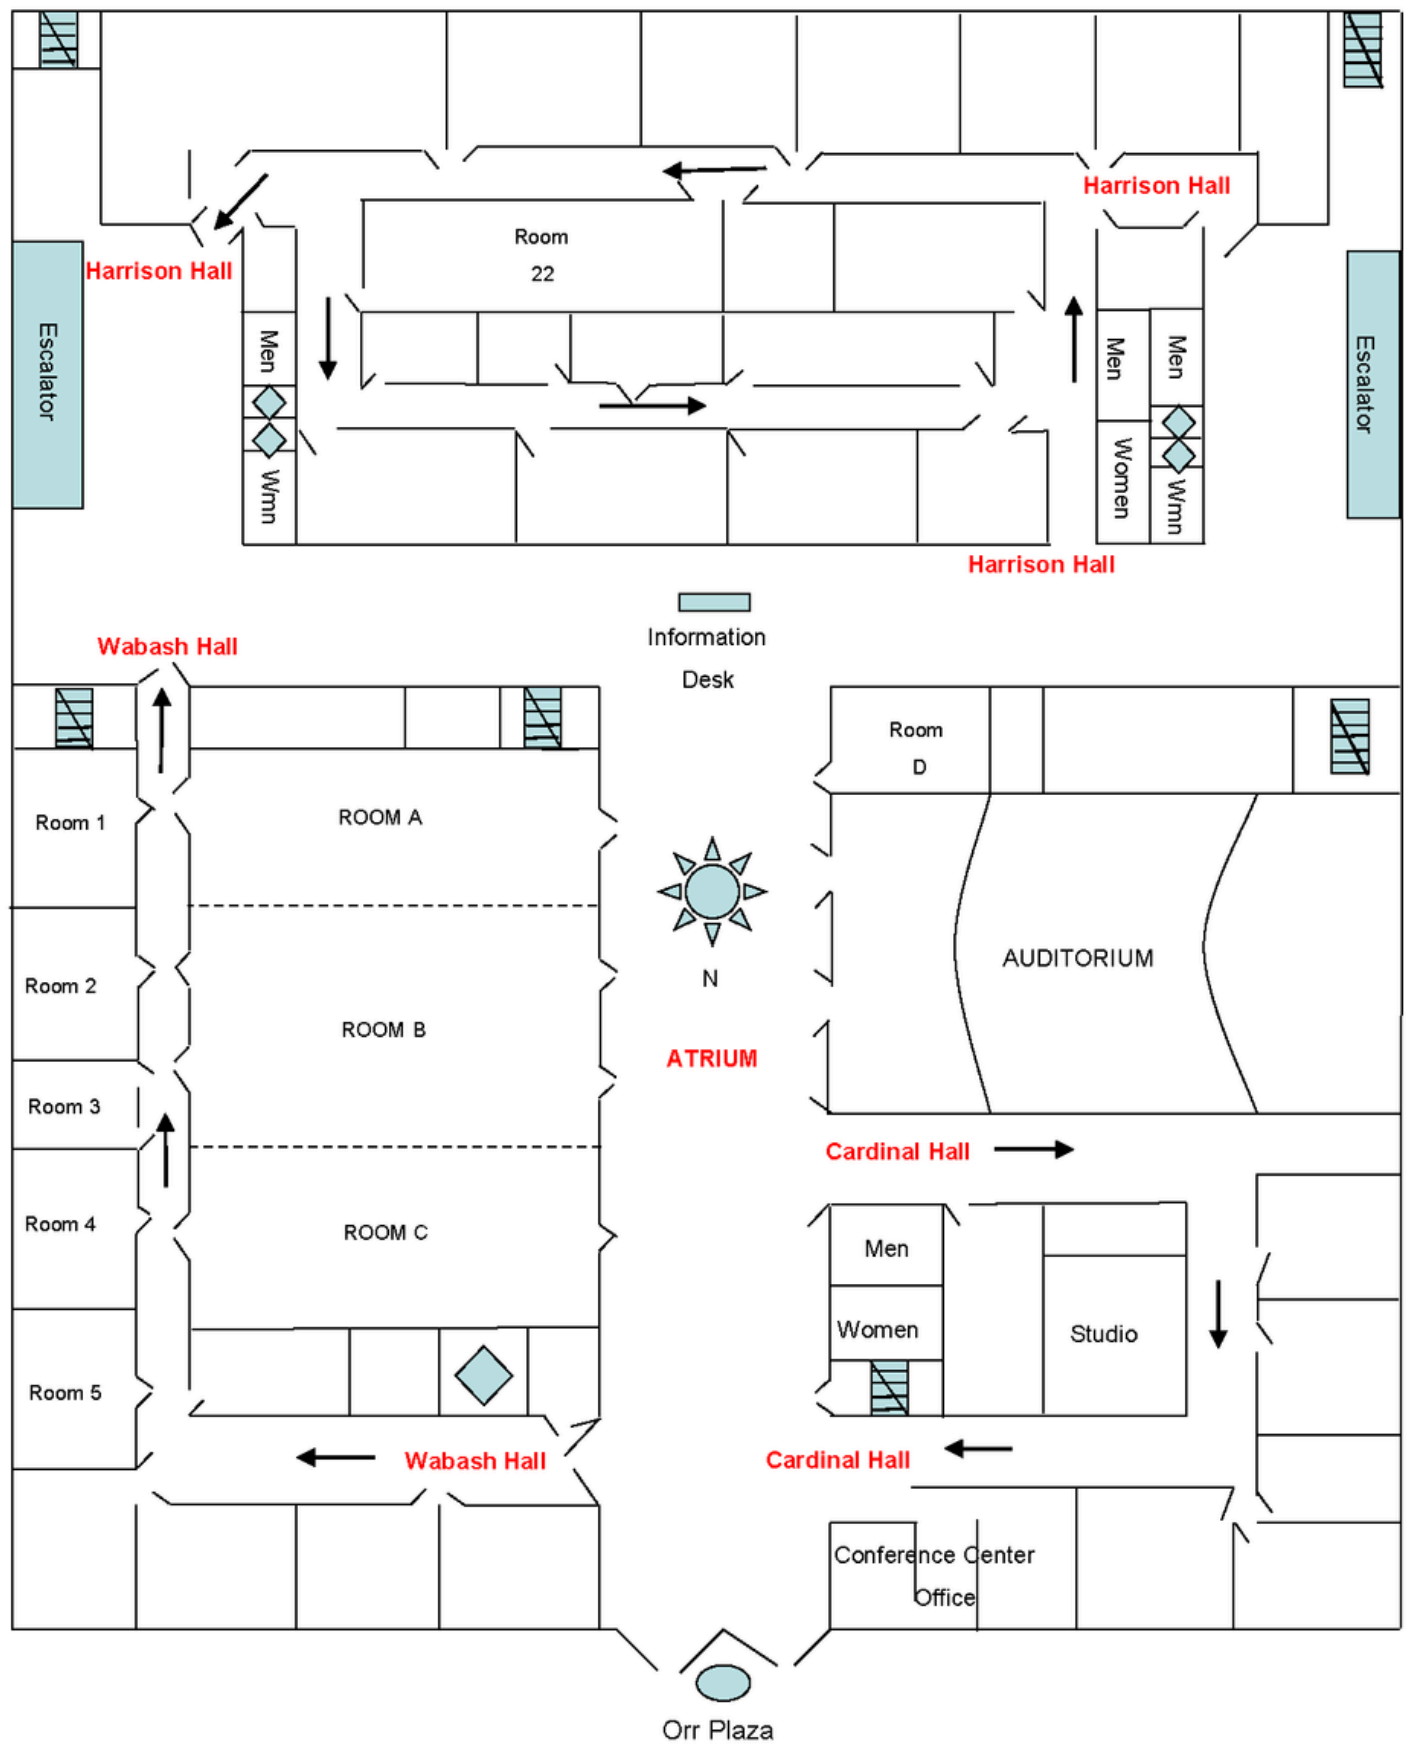 Harrison Hall
Room
22
Harrison Hall
Escalator
Men
Wmn
Men
Women
Men
Wmn
Escalator
Harrison Hall
Information
Desk
Wabash Hall
Room
D
Room 1
ROOM A
N
AUDITORIUM
Room 2
ROOM B
ATRIUM
Room 3
Cardinal Hall
Room 4
ROOM C
Men
Women
Studio
Room 5
Wabash Hall
Cardinal Hall
Conference Center
Office
Orr Plaza